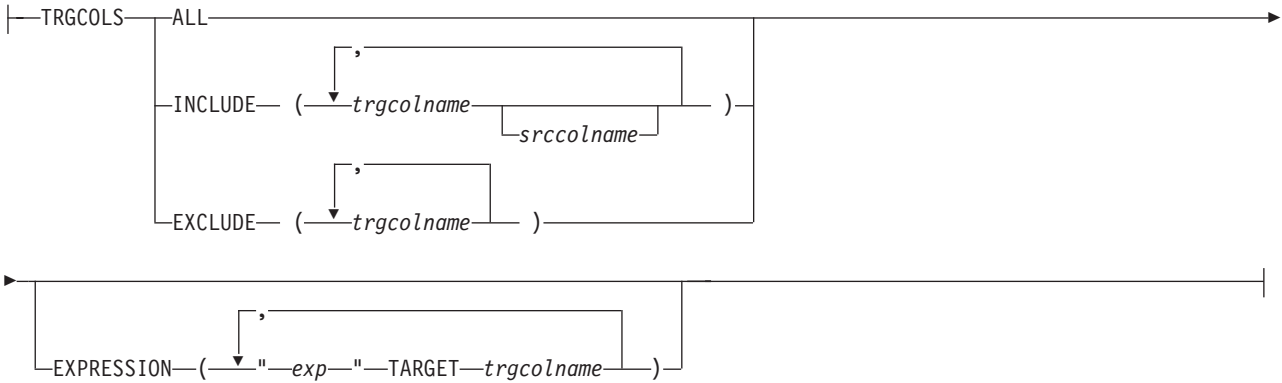 TRGCOLS ALL
,
INCLUDE ( trgcolname )
srccolname
,
EXCLUDE ( trgcolname )
,
EXPRESSION ( " exp " TARGET trgcolname )